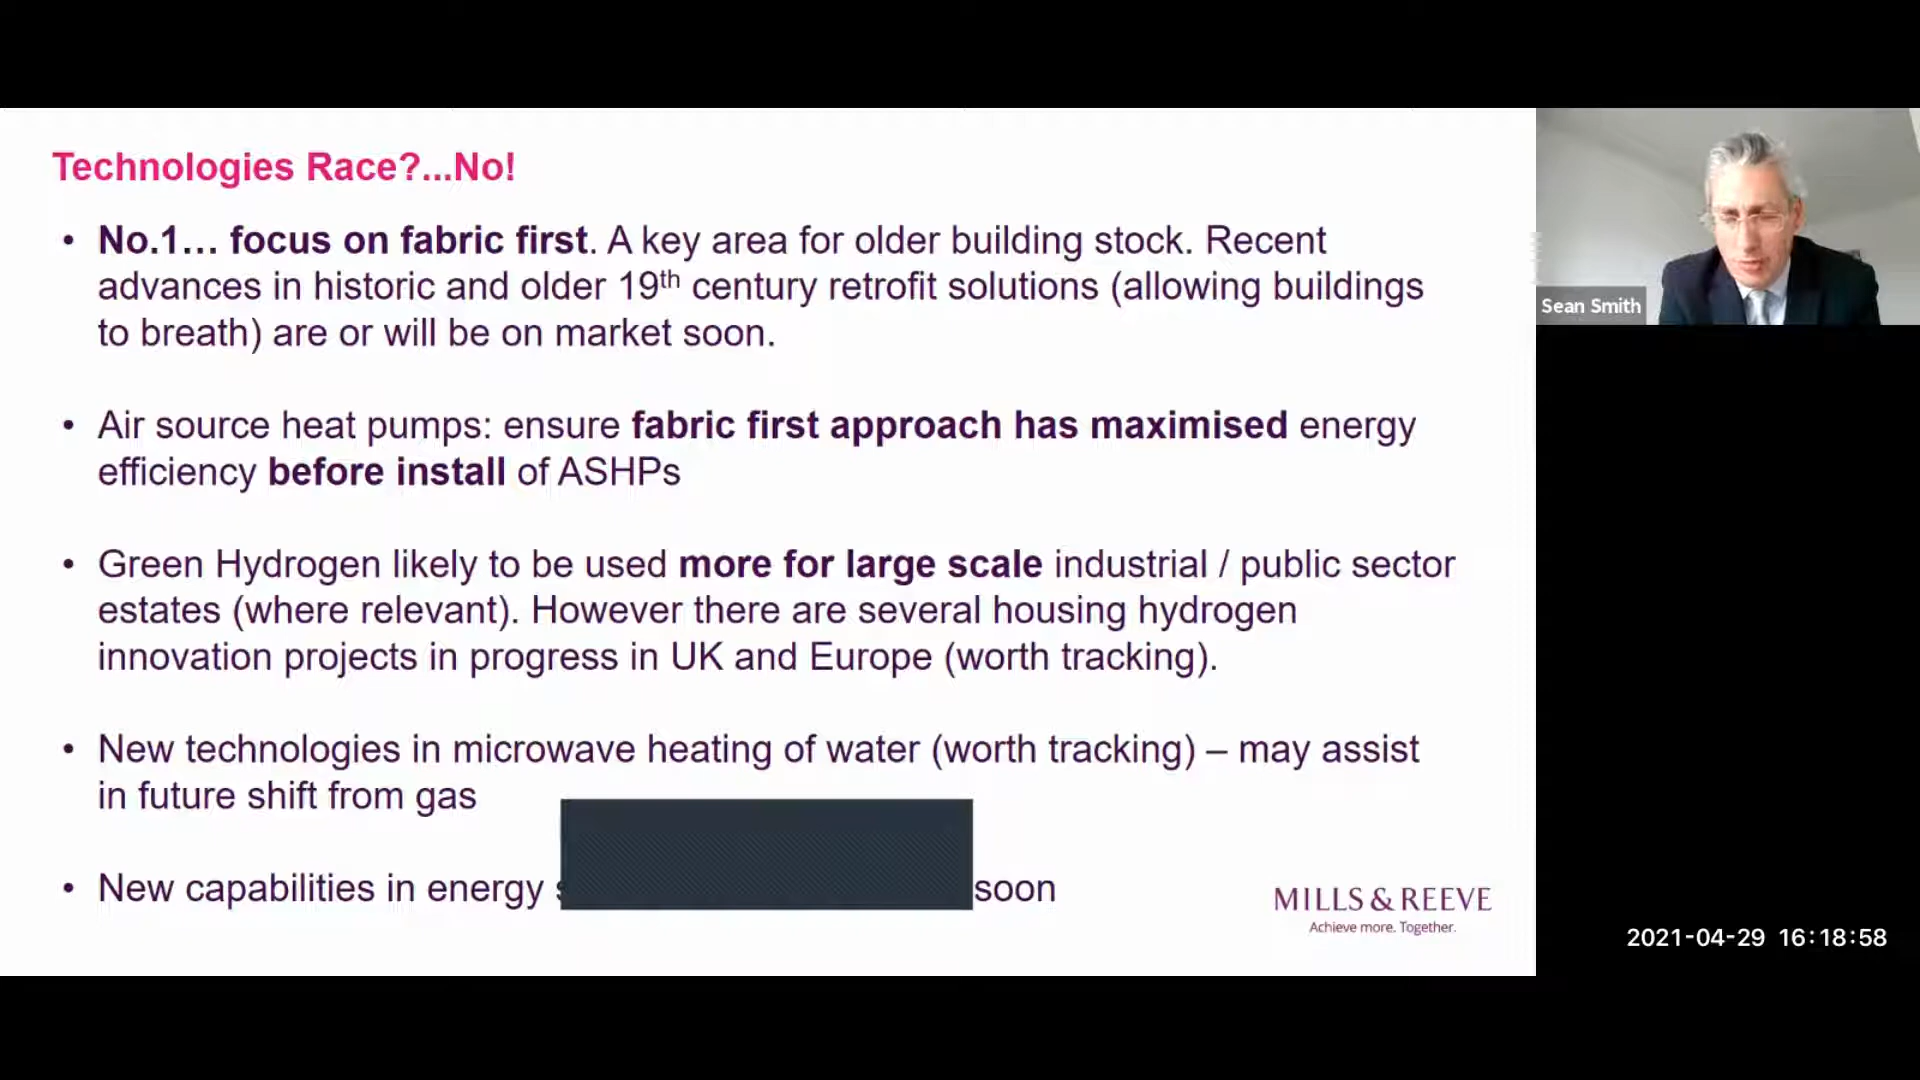 Technologies Race?...No!
• No.1… focus on fabric first. A key area for older building stock. Recent
advances in historic and older 19th century retrofit solutions (allowing buildings
to breath) are or will be on market soon.
• Air source heat pumps: ensure fabric first approach has maximised energy
efficiency before install of ASHPs
• Green Hydrogen likely to be used more for large scale industrial / public sector
estates (where relevant). However there are several housing hydrogen
innovation projects in progress in UK and Europe (worth tracking).
• New technologies in microwave heating of water (worth tracking) – may assist
in future shift from gas
• New capabilities in energy soon
MILLS & REEVE
Achieve more. Together.
Sean Smith
2021-04-29 16:18:58